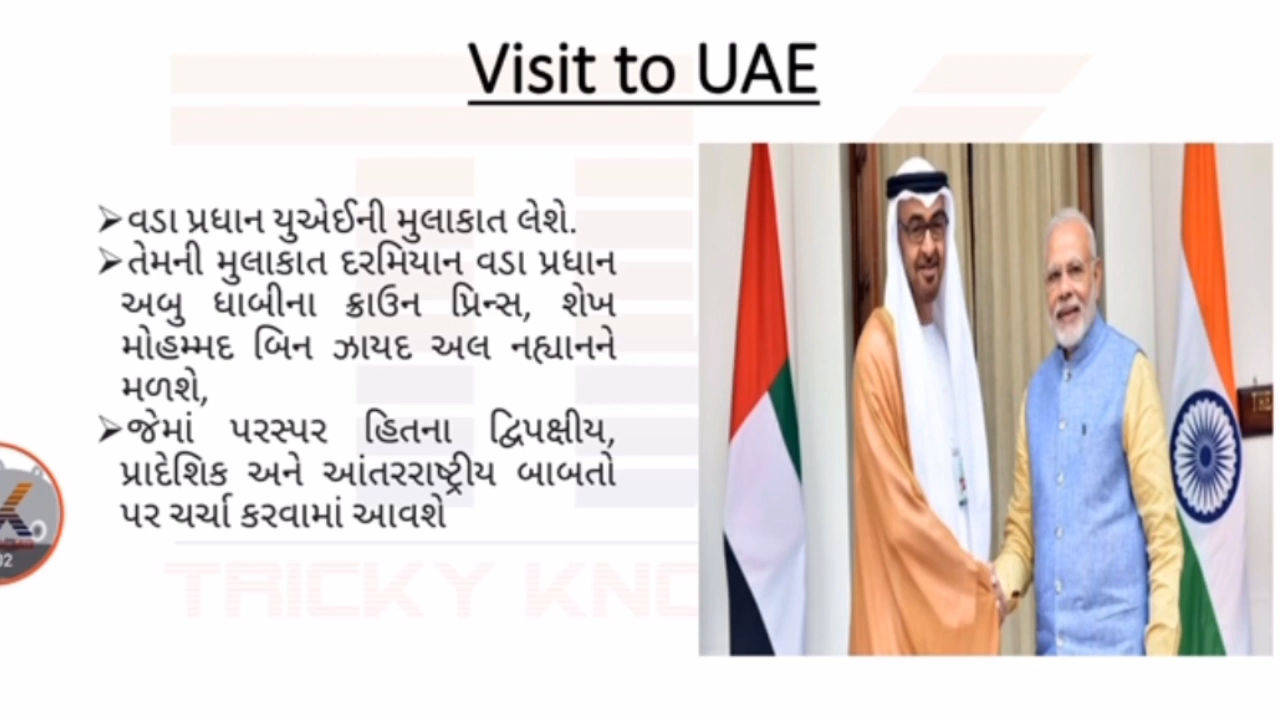 Visit to UAE
➢વડા પ્રધાન યુએઈની મુલાકાત લેશે.
➢તેમની મુલાકાત દરમિયાન વડા પ્રધાન
અબુ ધાબીના ક્રાઉન પ્રિન્સ, શેખ
મોહમ્મદ બિન ઝાયદ અલ નહ્યાનને
મળશે,
➢જેમાં પરસ્પર હિતના દ્વિપક્ષીય,
પ્રાદેશિક અને આંતરરાષ્ટ્રીય બાબતો
પર ચર્ચા કરવામાં આવશે
TRICKY